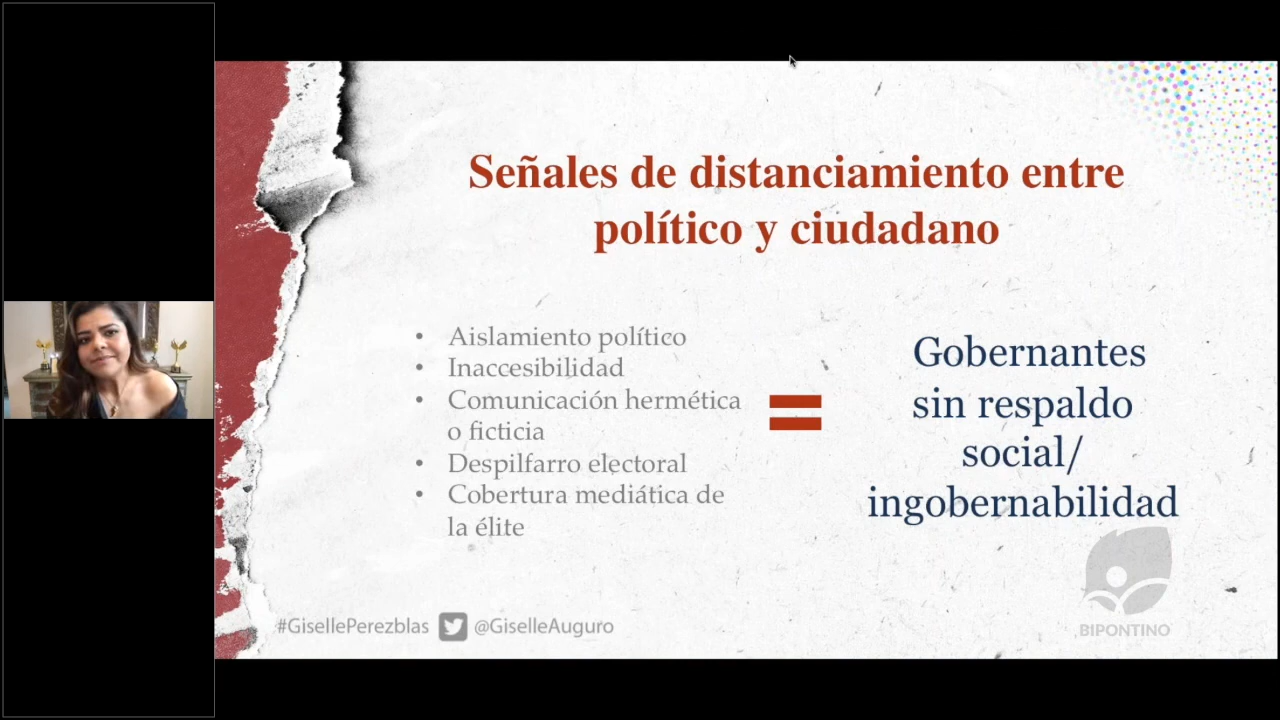 Señales de distanciamiento entre
político y ciudadano
• Aislamiento político
• Inaccesibilidad
• Comunicación hermética
o ficticia
• Despilfarro electoral
• Cobertura mediática de
la élite
Gobernantes
sin respaldo
social/
ingobernabilidad
#GisellePerezblas @GiselleAuguro
BIPONTINO